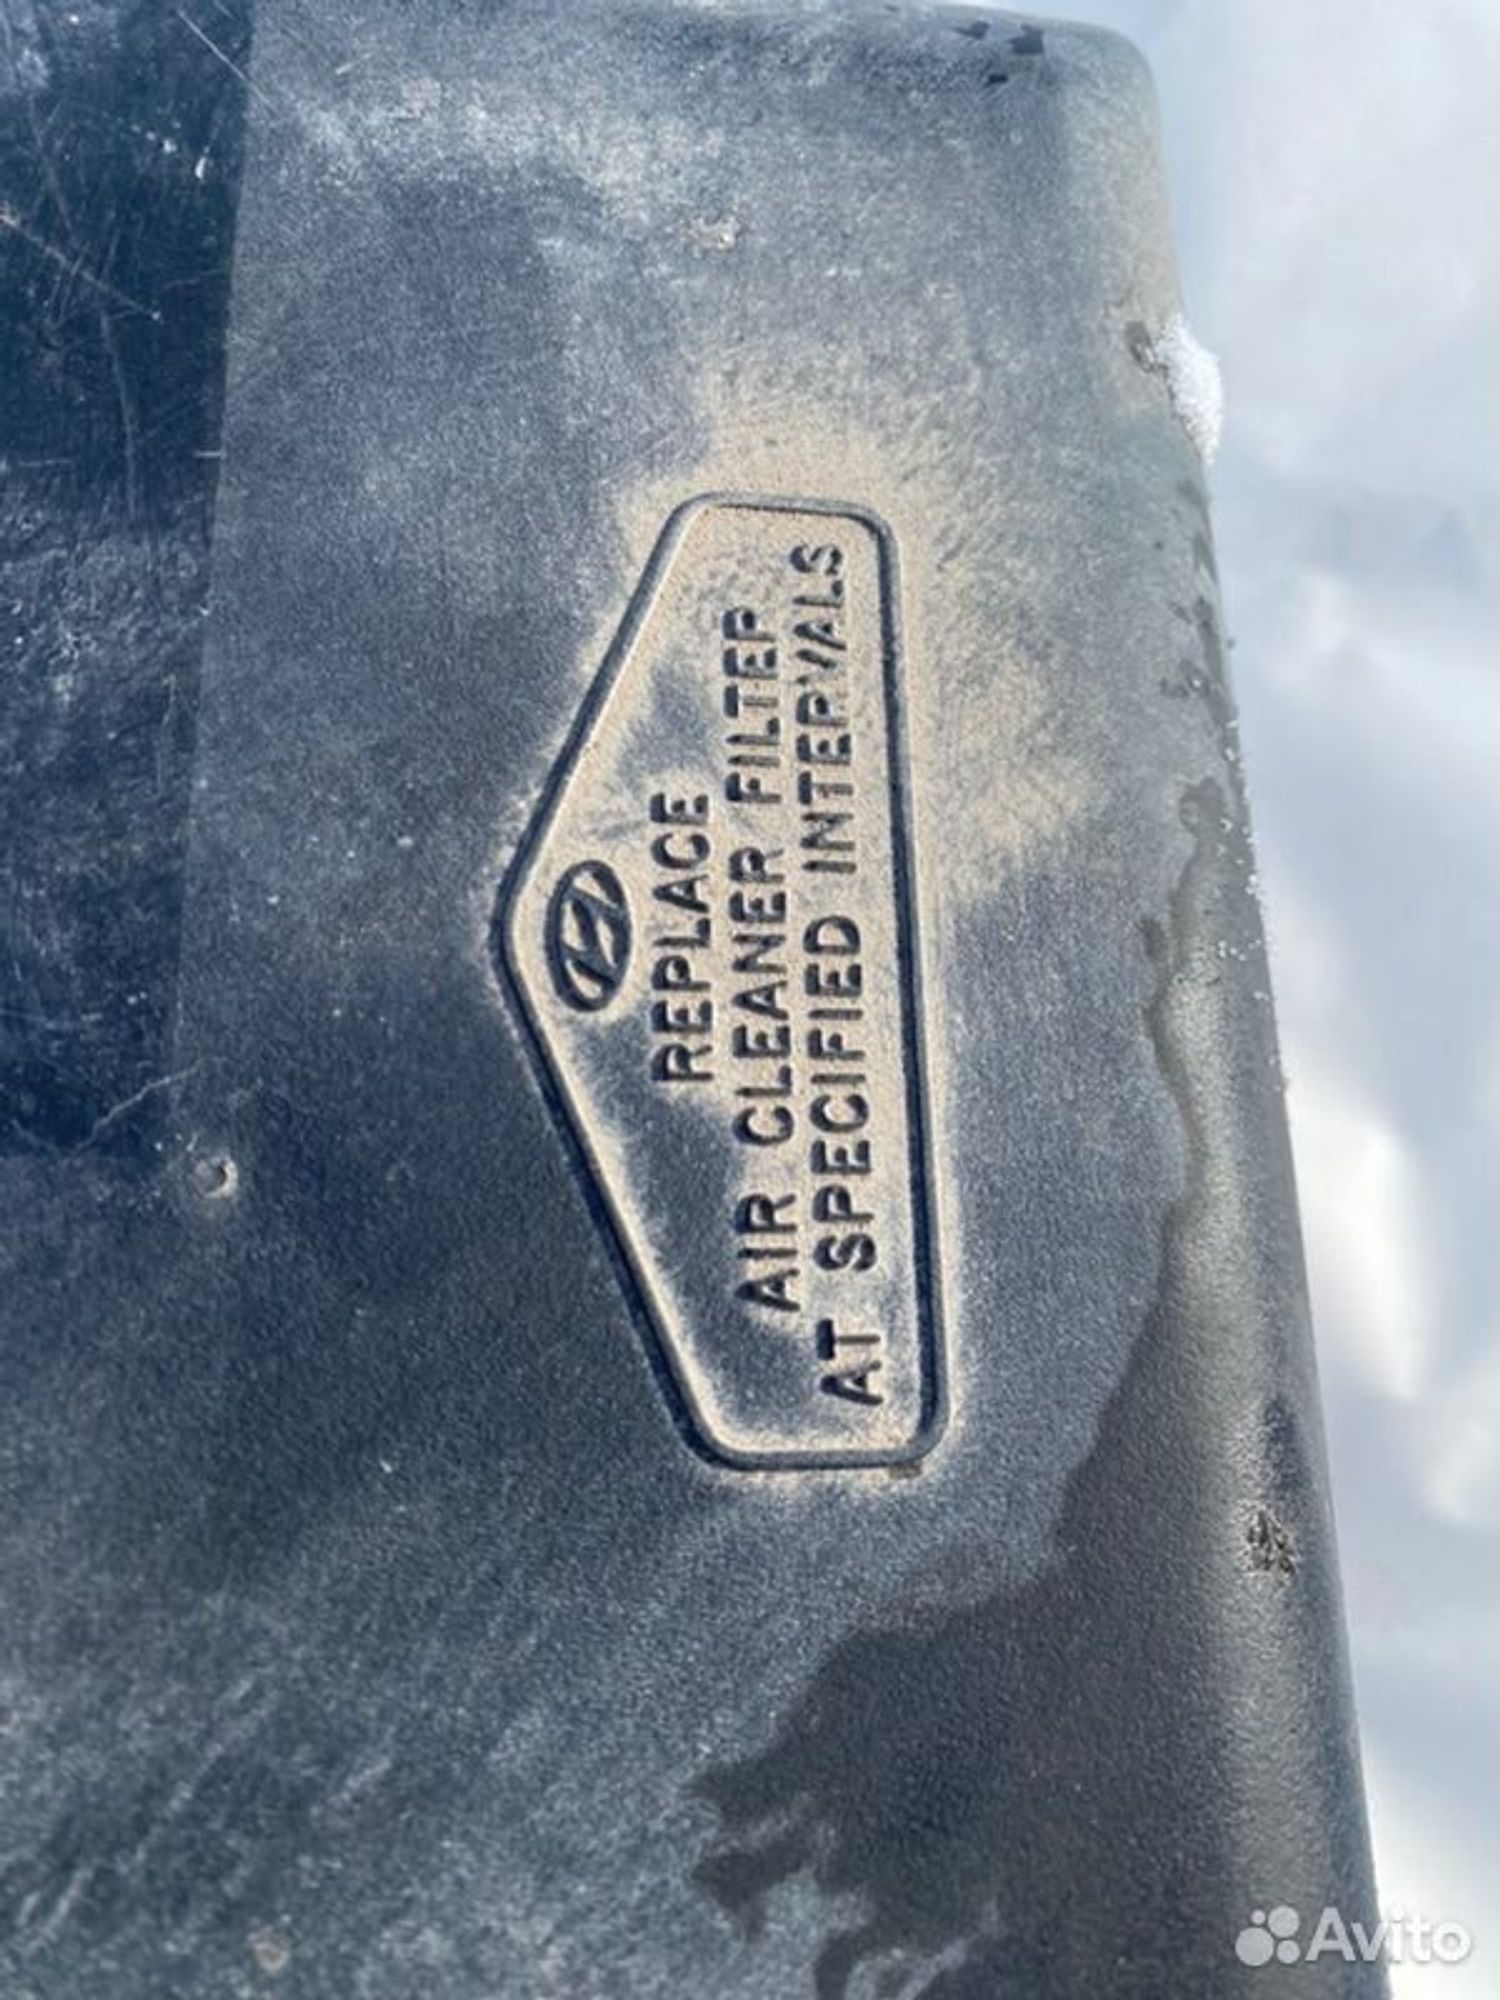 REPLACE
AIR CLEANER FILTER
AT SPECIFIED INTERVALS
Avito